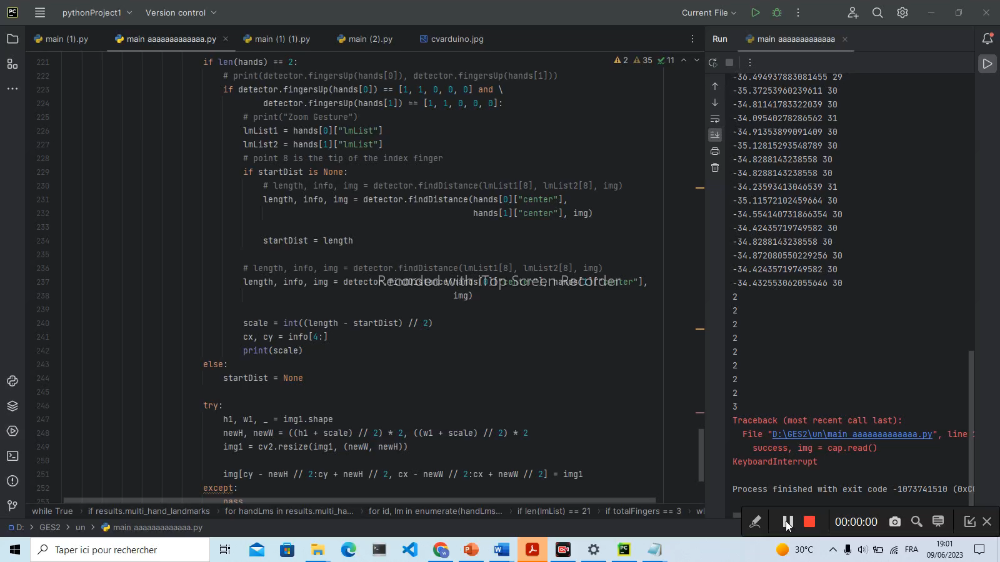 pythonProject1
Version control
Current File
main (1).py
main aaaaaaaaaaaaa.py
main (1) (1).py
main (2).py
cvarduino.jpg
Run
main aaaaaaaaaaaaa
2
35
11
221 if len(hands) == 2:
222 # print(detector.fingersUp(hands[0]), detector.fingersUp(hands[1]))
223 if detector.fingersUp(hands[0]) == [1, 1, 0, 0, 0] and \
224 detector.fingersUp(hands[1]) == [1, 1, 0, 0, 0]:
225 # print("Zoom Gesture")
226 lmList1 = hands[0]["lmList"]
227 lmList2 = hands[1]["lmList"]
228 # point 8 is the tip of the index finger
229 if startDist is None:
230 # length, info, img = detector.findDistance(lmList1[8], lmList2[8], img)
231 length, info, img = detector.findDistance(hands[0]["center"],
232 hands[1]["center"], img)
233
234 startDist = length
235
236 # length, info, img = detector.findDistance(lmList1[8], lmList2[8], img)
237 length, info, img = detector.findDistance(hands[0]["center"], hands[1]["center"],
238 img)
239
240 scale = int((length - startDist) // 2)
241 cx, cy = info[4:]
242 print(scale)
243 else:
244 startDist = None
245
246 try:
247 h1, w1, _ = img1.shape
248 newH, newW = ((h1 + scale) // 2) * 2, ((w1 + scale) // 2) * 2
249 img1 = cv2.resize(img1, (newW, newH))
250
251 img[cy - newH // 2:cy + newH // 2, cx - newW // 2:cx + newW // 2] = img1
252 except:
253 pass
Recorded with iTop Screen Recorder
-36.494937883081455 29
-35.37253960239611 30
-34.81141783322039 30
-34.09540278286562 31
-34.91353899091409 30
-35.12815293548789 30
-34.8288143238558 30
-34.8288143238558 30
-34.23593413046539 31
-35.11572102459664 30
-34.554140731866354 30
-34.42435719749582 30
-34.8288143238558 30
-34.872080550229256 30
-34.42435719749582 30
-34.432553062055646 30
2
2
2
2
2
2
2
2
3
Traceback (most recent call last):
File "D:\GES2\un\main aaaaaaaaaaaaa.py", line
success, img = cap.read()
KeyboardInterrupt
Process finished with exit code -1073741510 (0xC
while True
if results.multi_hand_landmarks
for handLms in results.multi_ha...
for id, lm in enumerate(handLms...
if len(lmList) == 21
if totalFingers == 3
D:
GES2
un
main aaaaaaaaaaaaa.py
00:00:00
Taper ici pour rechercher
30°C
FRA
19:01
09/06/2023